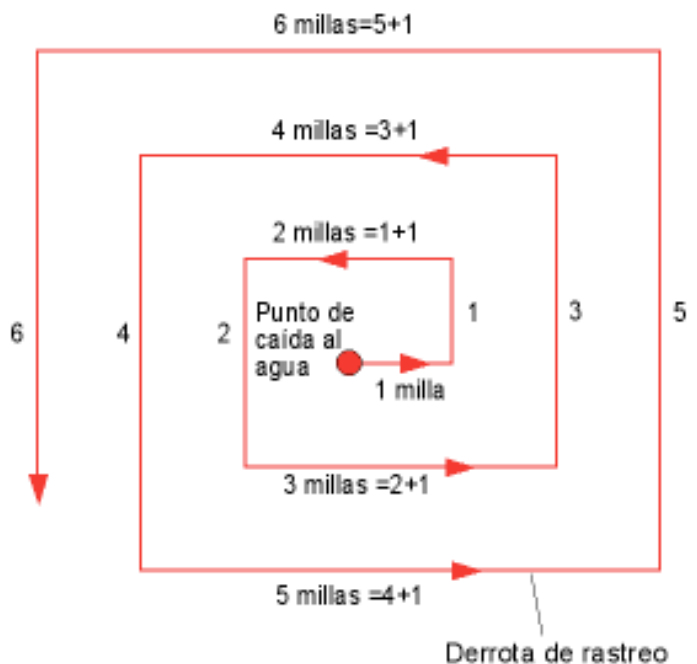 6 millas=5+1
4 millas =3+1
2 millas =1+1
Punto de
caída al
agua
1
3
5
6
4
2
1 milla
3 millas =2+1
5 millas =4+1
Derrota de rastreo